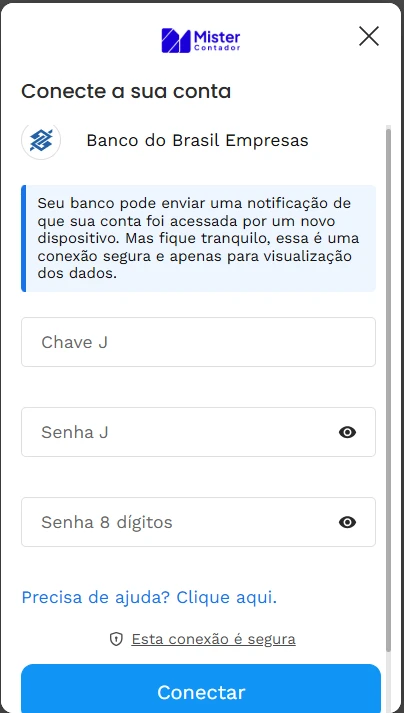 Mister
Contador
Conecte a sua conta
Banco do Brasil Empresas
Seu banco pode enviar uma notificação de
que sua conta foi acessada por um novo
dispositivo. Mas fique tranquilo, essa é uma
conexão segura e apenas para visualização
dos dados.
Chave J
Senha J
Senha 8 dígitos
Precisa de ajuda? Clique aqui.
Esta conexão é segura
Conectar